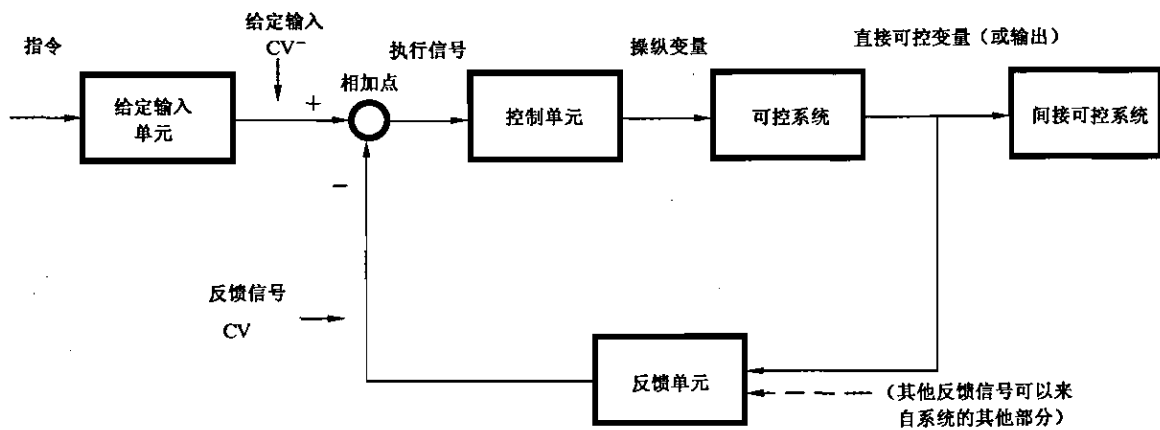 指令
给定输入
CV⁻
相加点
执行信号
操纵变量
直接可控变量（或输出）
给定输入
单元
+
控制单元
可控系统
间接可控系统
−
反馈信号
CV
反馈单元
（其他反馈信号可以来
自系统的其他部分）